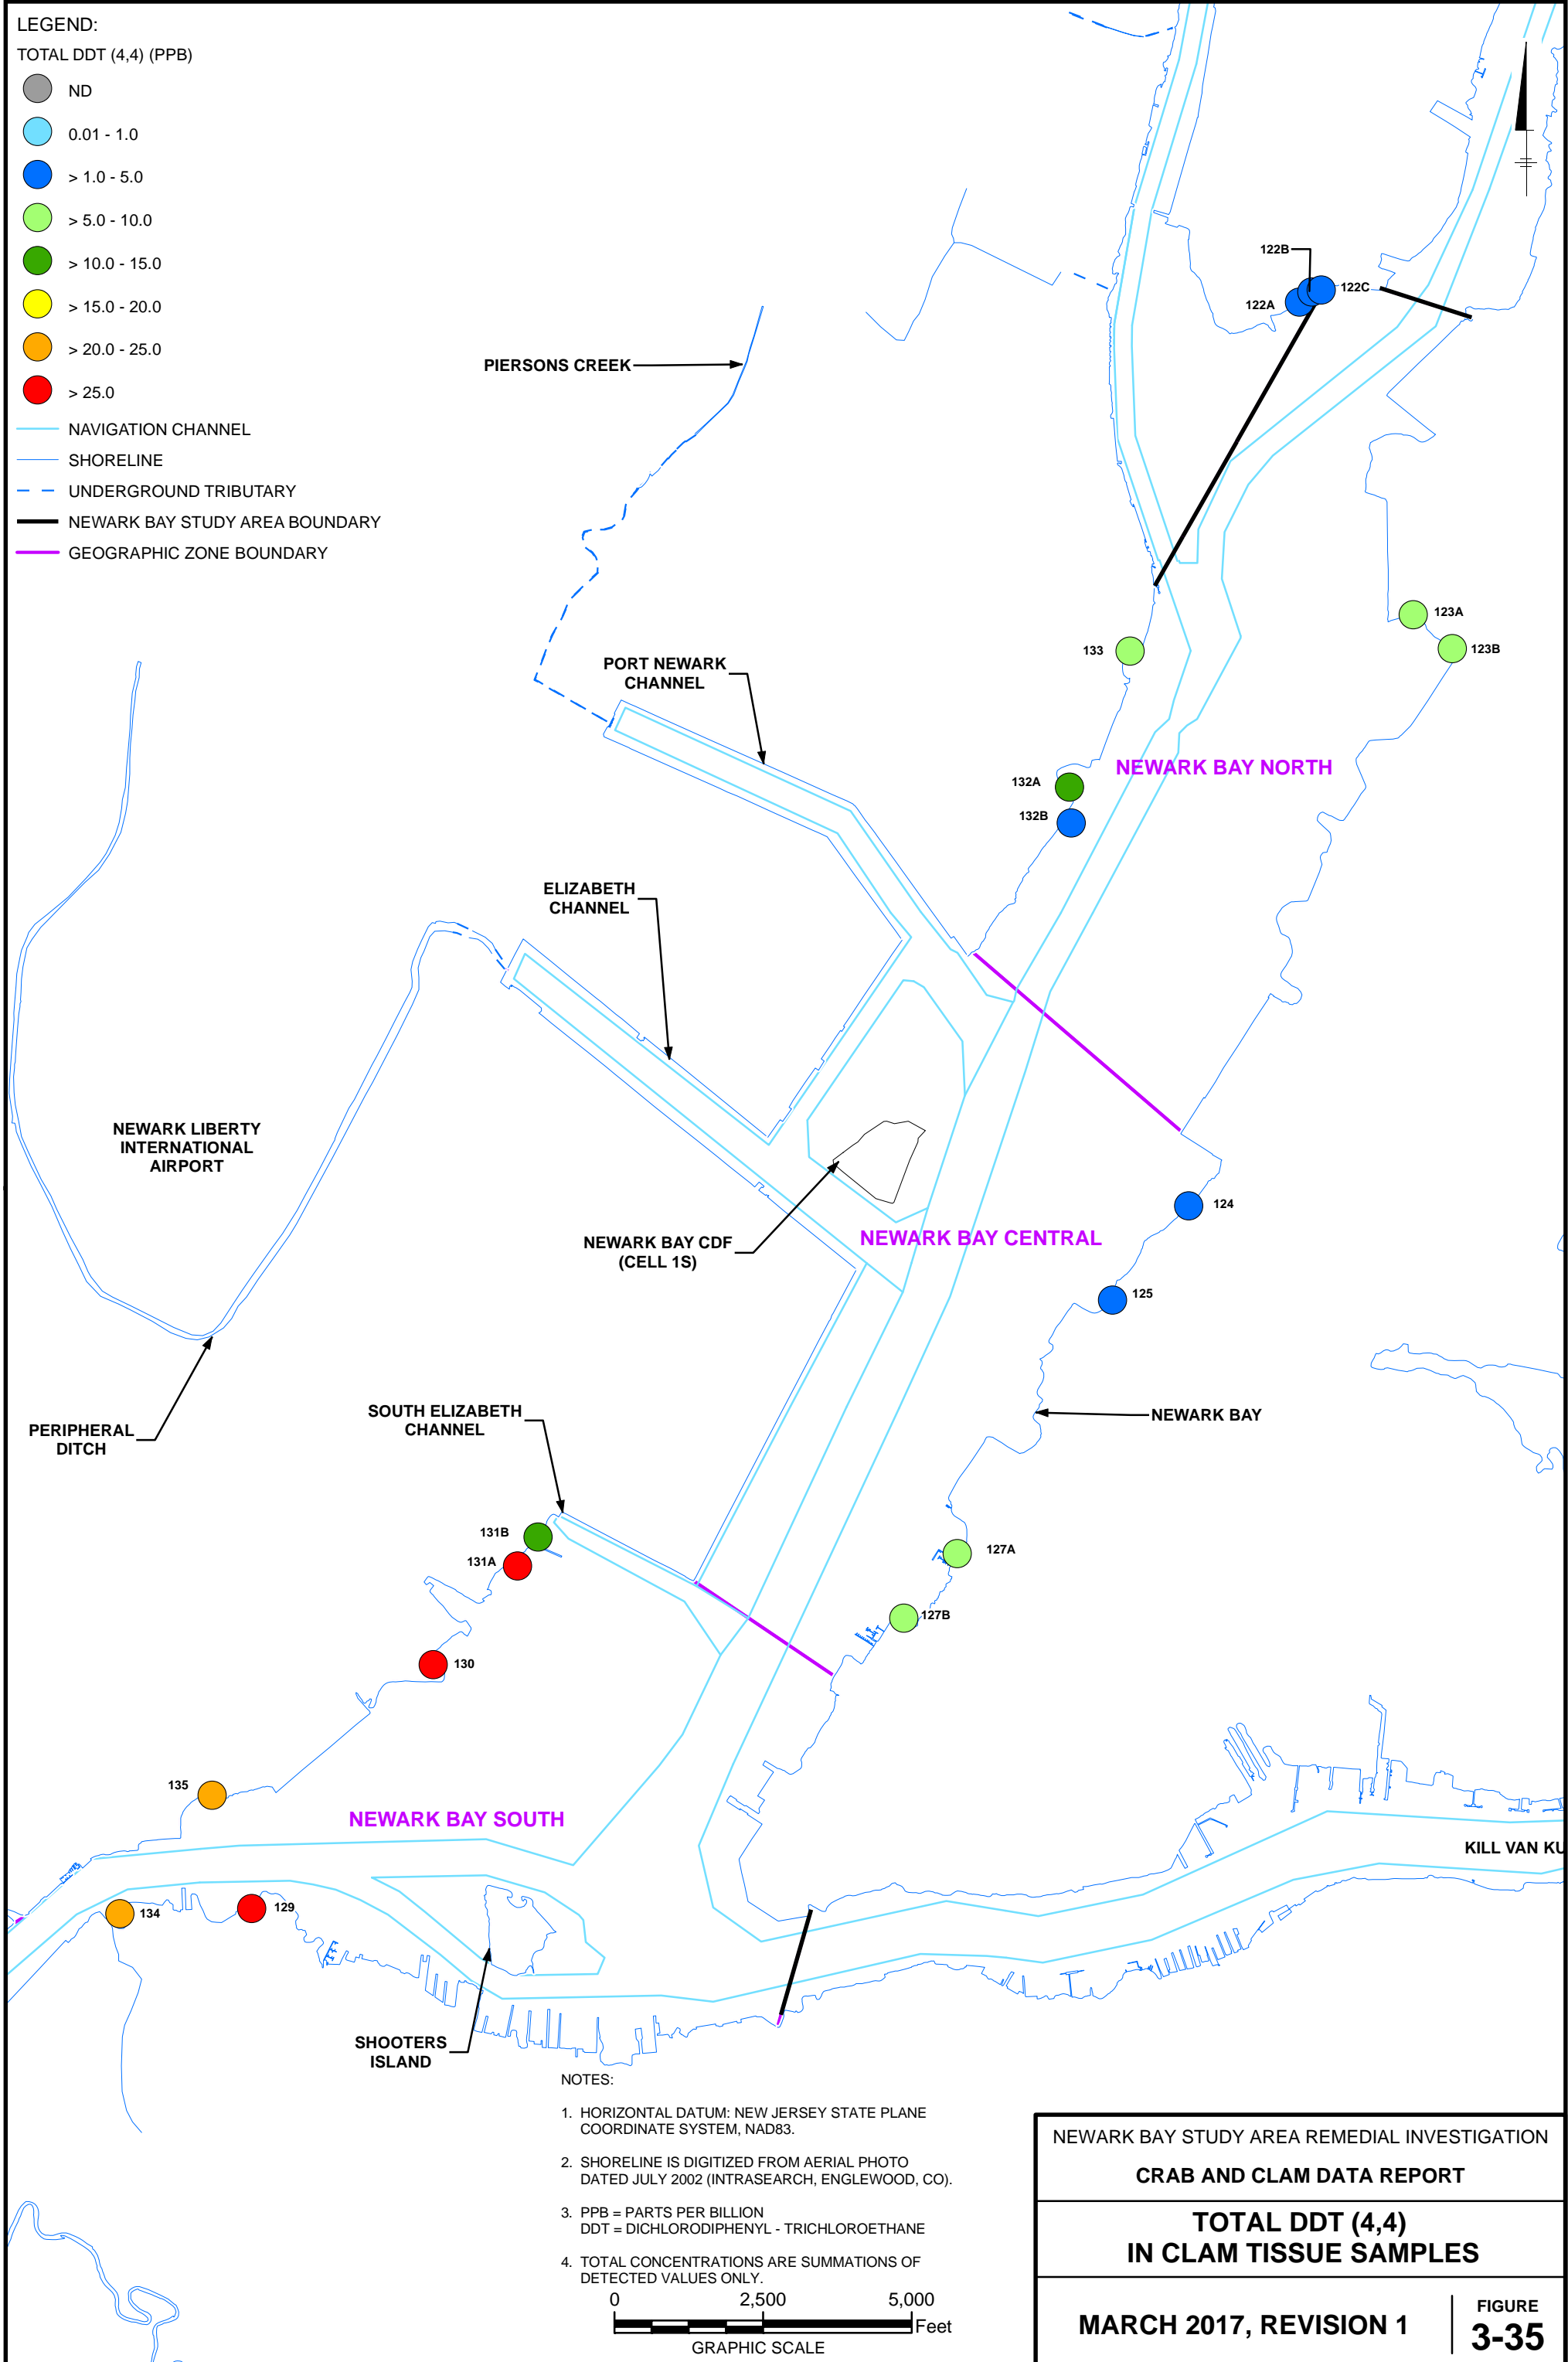 LEGEND:
TOTAL DDT (4,4) (PPB)
ND
0.01 - 1.0
> 1.0 - 5.0
> 5.0 - 10.0
> 10.0 - 15.0
> 15.0 - 20.0
> 20.0 - 25.0
> 25.0
NAVIGATION CHANNEL
SHORELINE
UNDERGROUND TRIBUTARY
NEWARK BAY STUDY AREA BOUNDARY
GEOGRAPHIC ZONE BOUNDARY
122B
122A
122C
PIERSONS CREEK
123A
123B
133
PORT NEWARK
CHANNEL
NEWARK BAY NORTH
132A
132B
ELIZABETH
CHANNEL
NEWARK LIBERTY
INTERNATIONAL
AIRPORT
124
NEWARK BAY CDF
(CELL 1S)
NEWARK BAY CENTRAL
125
SOUTH ELIZABETH
CHANNEL
NEWARK BAY
PERIPHERAL
DITCH
131B
131A
127A
127B
130
135
NEWARK BAY SOUTH
KILL VAN KU
134
129
SHOOTERS
ISLAND
NOTES:
1. HORIZONTAL DATUM: NEW JERSEY STATE PLANE
COORDINATE SYSTEM, NAD83.
2. SHORELINE IS DIGITIZED FROM AERIAL PHOTO
DATED JULY 2002 (INTRASEARCH, ENGLEWOOD, CO).
3. PPB = PARTS PER BILLION
DDT = DICHLORODIPHENYL - TRICHLOROETHANE
4. TOTAL CONCENTRATIONS ARE SUMMATIONS OF
DETECTED VALUES ONLY.
0 2,500 5,000
Feet
GRAPHIC SCALE
NEWARK BAY STUDY AREA REMEDIAL INVESTIGATION
CRAB AND CLAM DATA REPORT
TOTAL DDT (4,4)
IN CLAM TISSUE SAMPLES
MARCH 2017, REVISION 1
FIGURE
3-35